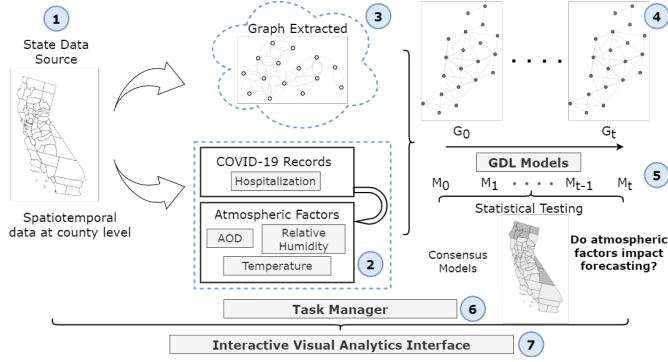 1
State Data
Source
Spatiotemporal
data at county level
3
Graph Extracted
COVID-19 Records
Hospitalization
Atmospheric Factors
AOD
Relative
Humidity
Temperature
2
4
G0
Gt
GDL Models
5
M0 M1 Mt-1 Mt
Statistical Testing
Consensus
Models
Do atmospheric
factors impact
forecasting?
Task Manager
6
Interactive Visual Analytics Interface
7